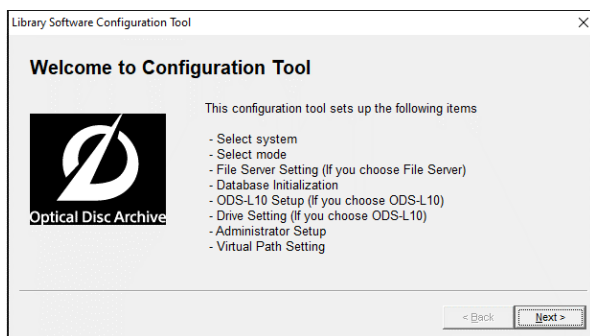 Library Software Configuration Tool
Welcome to Configuration Tool
This configuration tool sets up the following items
- Select system
- Select mode
- File Server Setting (If you choose File Server)
- Database Initialization
- ODS-L10 Setup (If you choose ODS-L10)
- Drive Setting (If you choose ODS-L10)
- Administrator Setup
- Virtual Path Setting
Optical Disc Archive
< Back
Next >